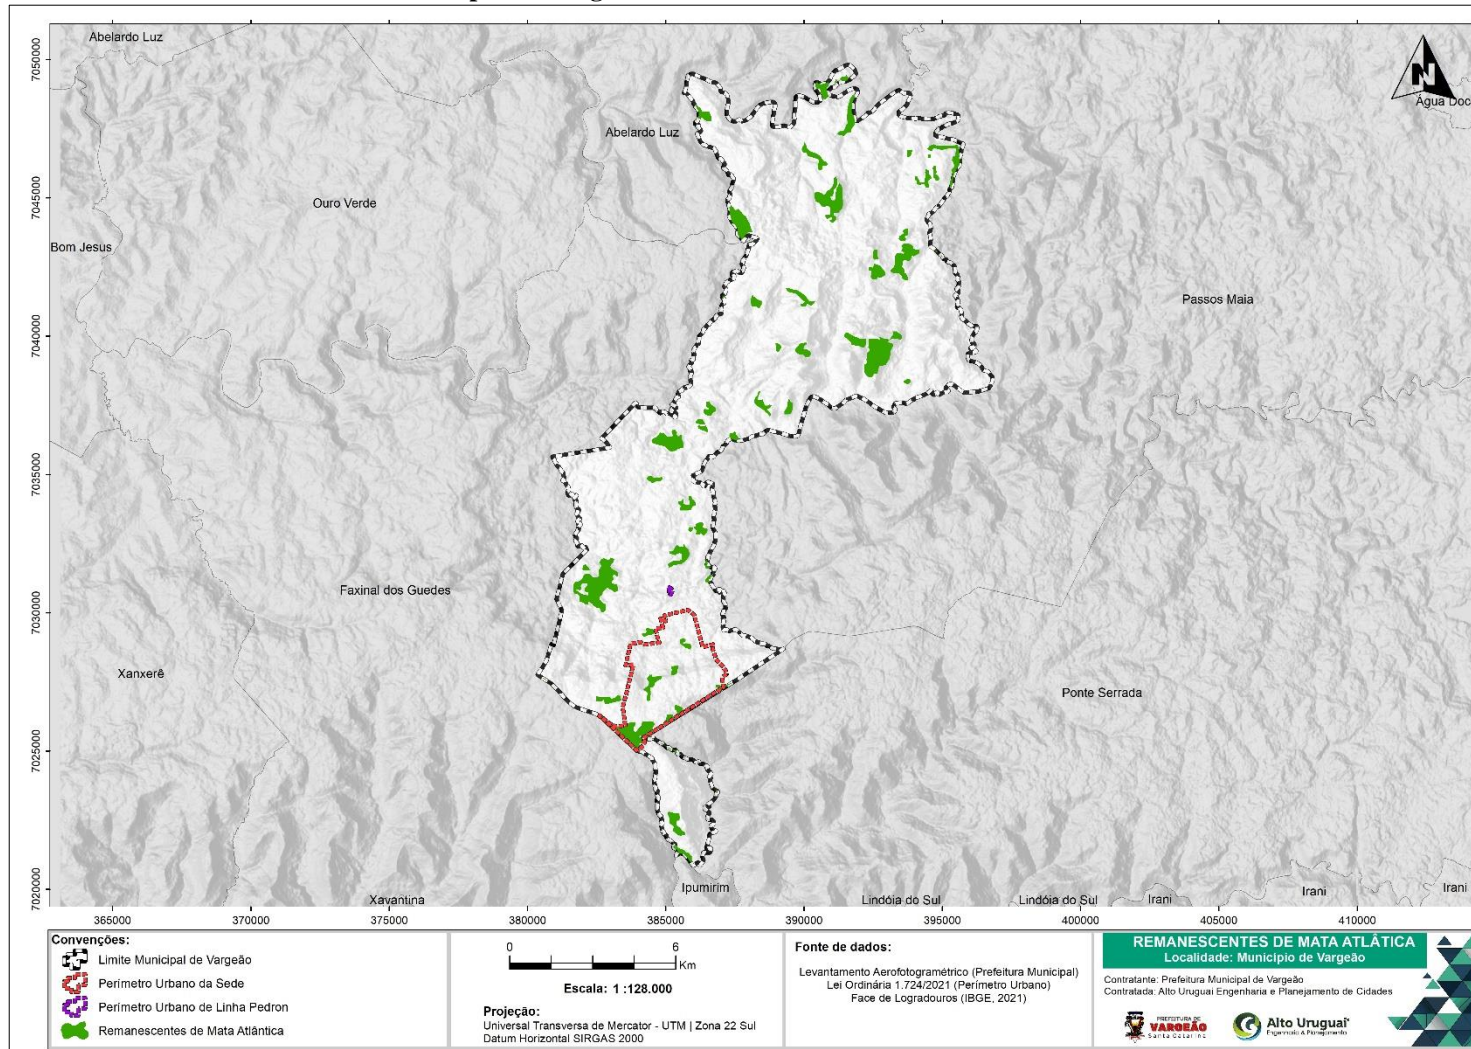 Abelardo Luz
Água Doc
Abelardo Luz
Ouro Verde
Bom Jesus
Passos Maia
Faxinal dos Guedes
Xanxerê
Ponte Serrada
Ipumirim
Xavantina
Lindóia do Sul
Lindóia do Sul
Irani
Irani
Irani
7050000
7045000
7040000
7035000
7030000
7025000
7020000
365000 370000 375000 380000 385000 390000 395000 400000 405000 410000
N
Convenções:
Limite Municipal de Vargeão
Perímetro Urbano da Sede
Perímetro Urbano de Linha Pedron
Remanescentes de Mata Atlântica
0 6
Km
Escala: 1 :128.000
Projeção:
Universal Transversa de Mercator - UTM | Zona 22 Sul
Datum Horizontal SIRGAS 2000
Fonte de dados:
Levantamento Aerofotogramétrico (Prefeitura Municipal)
Lei Ordinária 1.724/2021 (Perímetro Urbano)
Face de Logradouros (IBGE, 2021)
REMANESCENTES DE MATA ATLÂTICA
Localidade: Município de Vargeão
Contratante: Prefeitura Municipal de Vargeão
Contratada: Alto Uruguai Engenharia e Planejamento de Cidades
PREFEITURA DE
VARGEÃO
Santa Catarina
Alto Uruguai
Engenharia & Planejamento